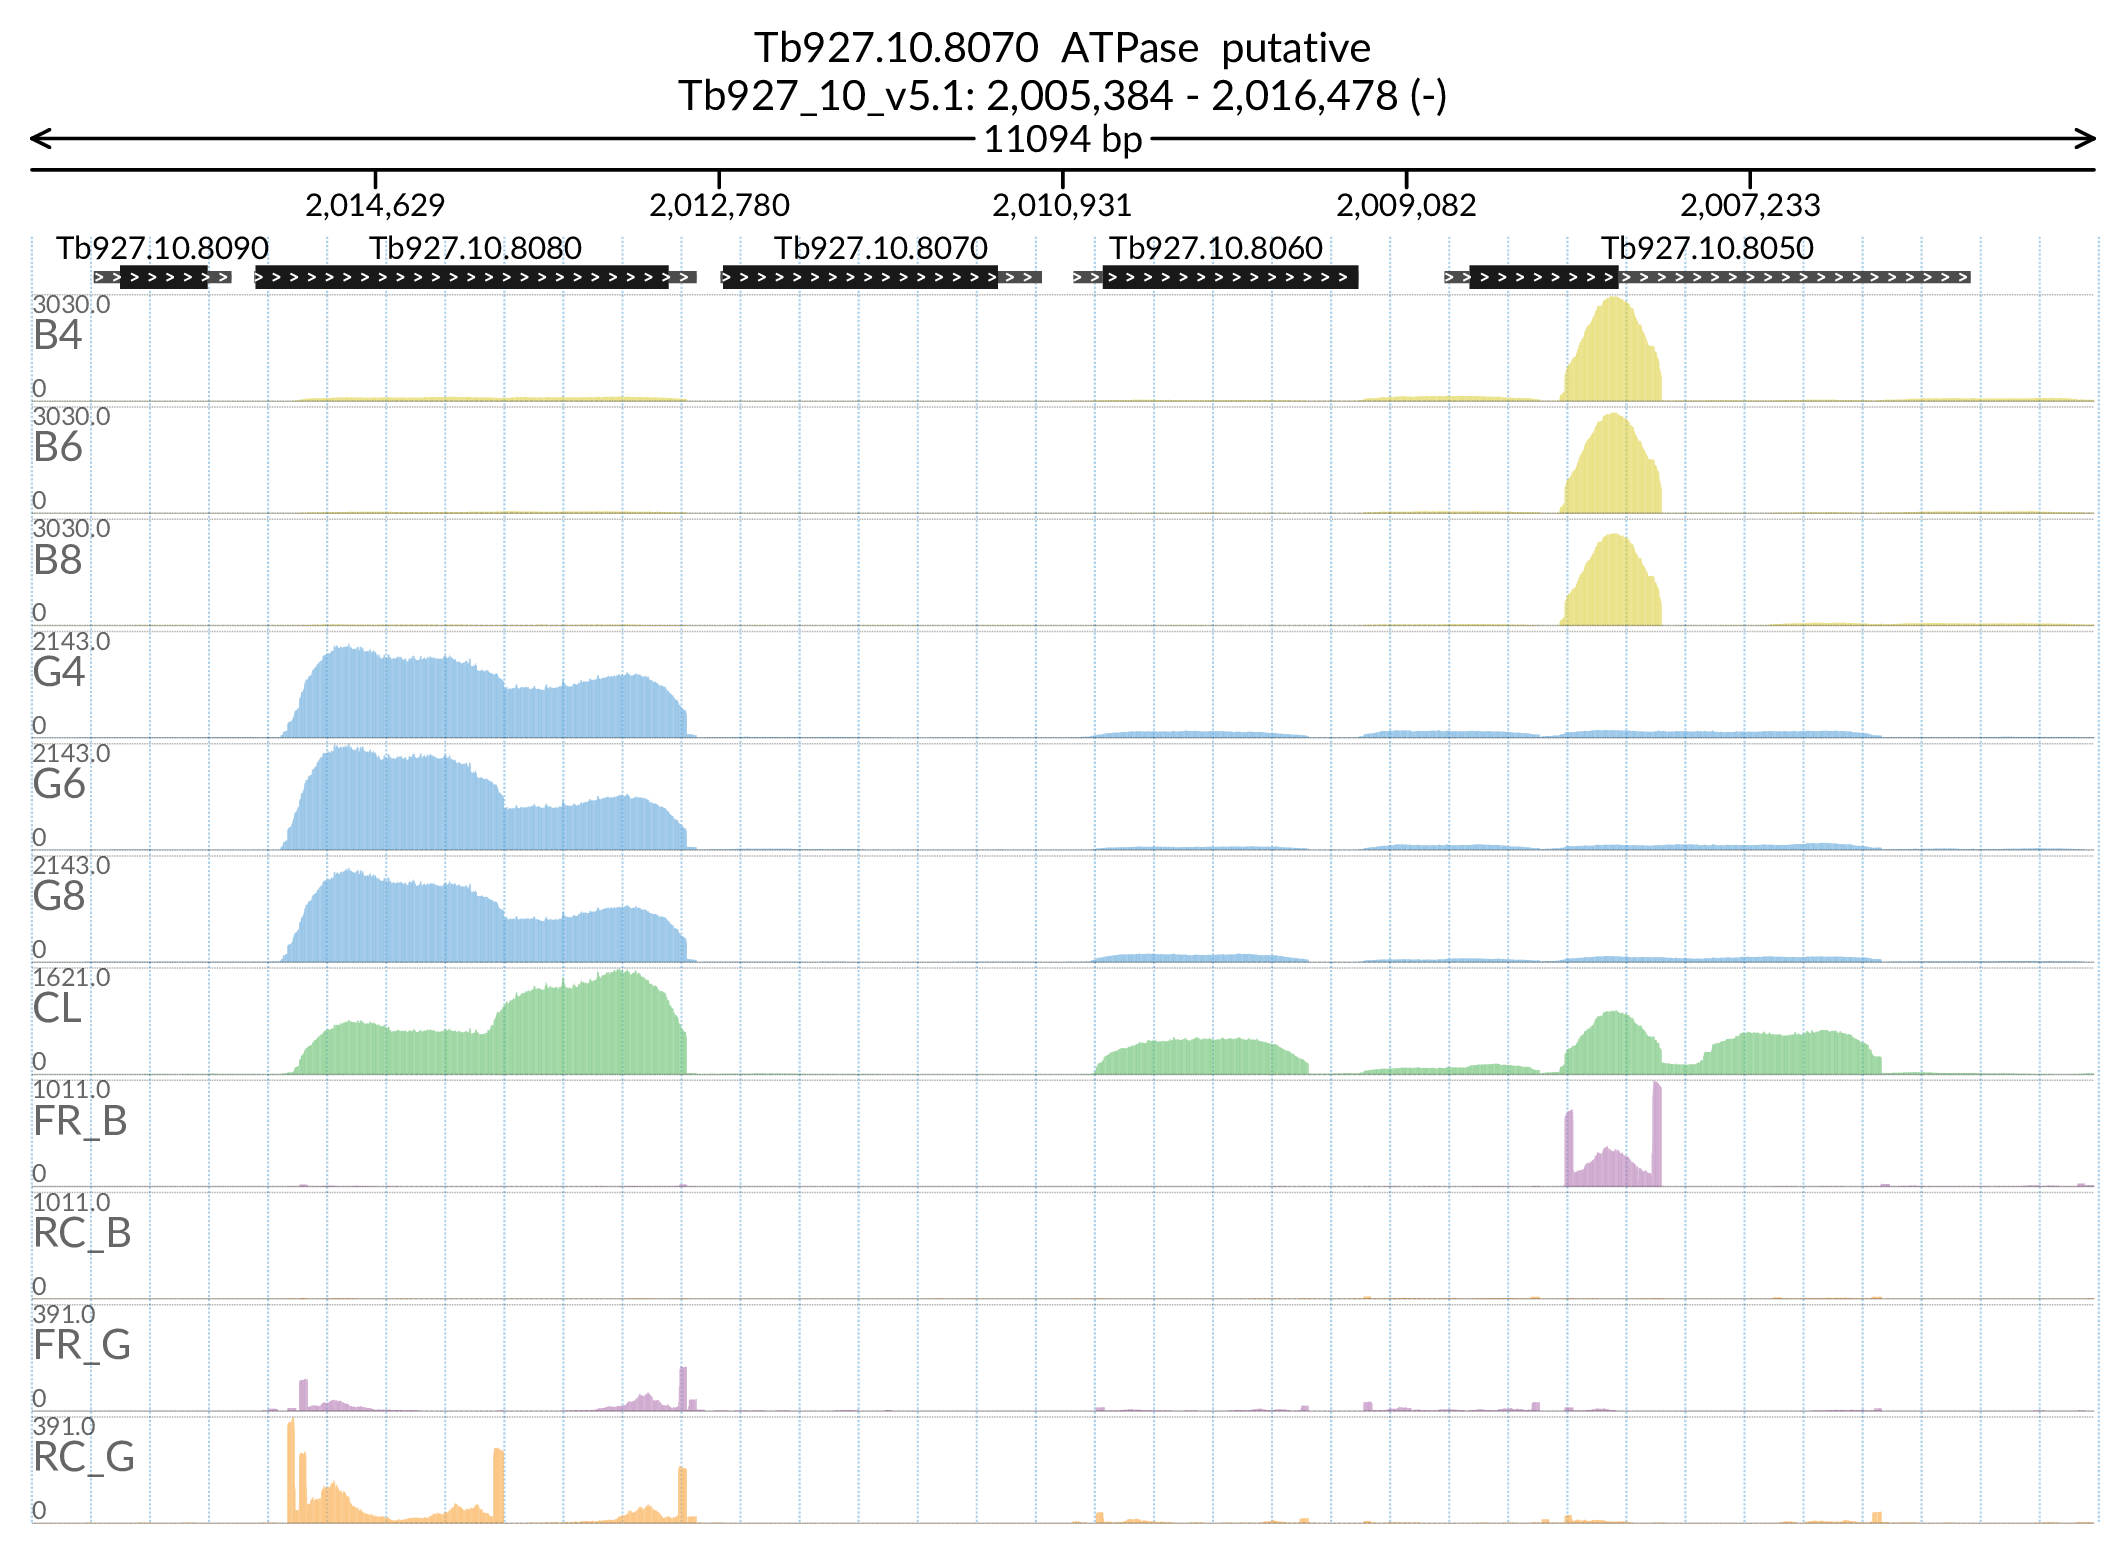 Tb927.10.8070 ATPase putative
Tb927_10_v5.1: 2,005,384 - 2,016,478 (-)
11094 bp
2,014,629 2,012,780 2,010,931 2,009,082 2,007,233
Tb927.10.8090 Tb927.10.8080 Tb927.10.8070 Tb927.10.8060 Tb927.10.8050
3030.0
B4
0
3030.0
B6
0
3030.0
B8
0
2143.0
G4
0
2143.0
G6
0
2143.0
G8
0
1621.0
CL
0
1011.0
FR_B
0
1011.0
RC_B
0
391.0
FR_G
0
391.0
RC_G
0